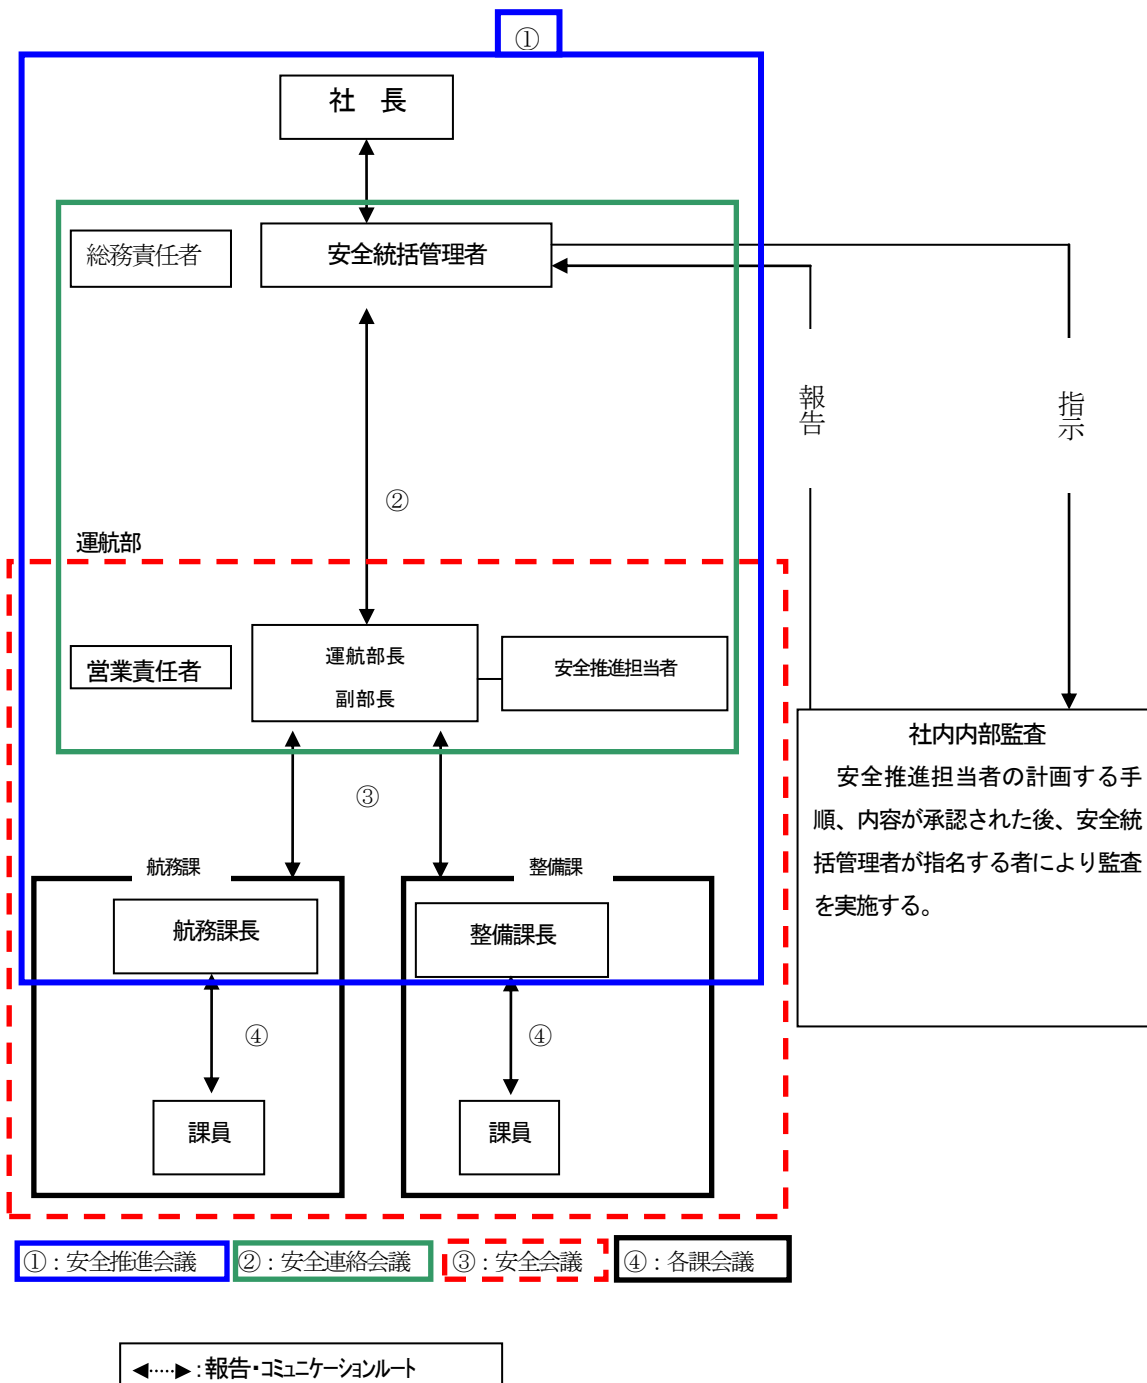 ①
社　長
総務責任者
安全統括管理者
報告
指示
②
運航部
営業責任者
運航部長
副部長
安全推進担当者
社内内部監査
　安全推進担当者の計画する手
順、内容が承認された後、安全統
括管理者が指名する者により監査
を実施する。
③
航務課
整備課
航務課長
整備課長
④
④
課員
課員
①：安全推進会議
②：安全連絡会議
③：安全会議
④：各課会議
◀·····▶：報告・コミュニケーションルート